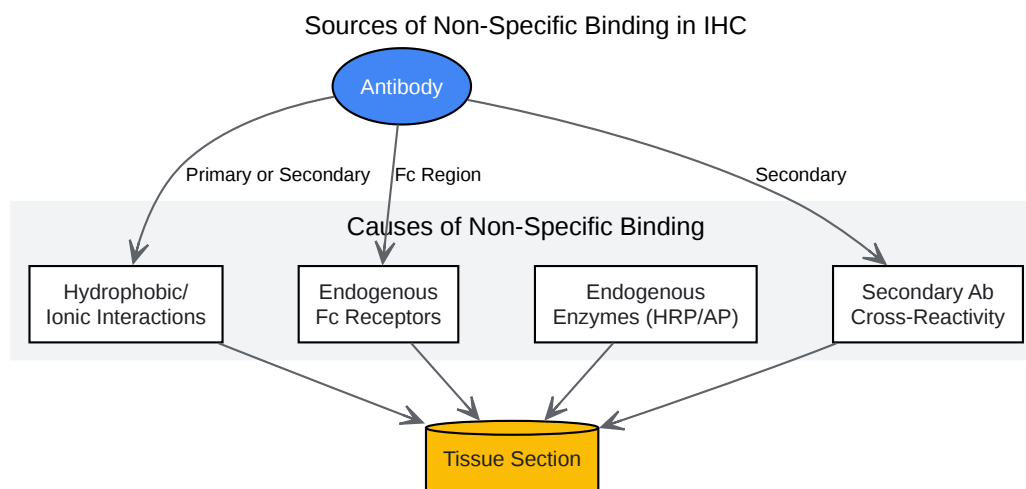 Sources of Non-Specific Binding in IHC
Antibody
Primary or Secondary
Fc Region
Secondary
Causes of Non-Specific Binding
Hydrophobic/
Ionic Interactions
Endogenous
Fc Receptors
Endogenous
Enzymes (HRP/AP)
Secondary Ab
Cross-Reactivity
Tissue Section